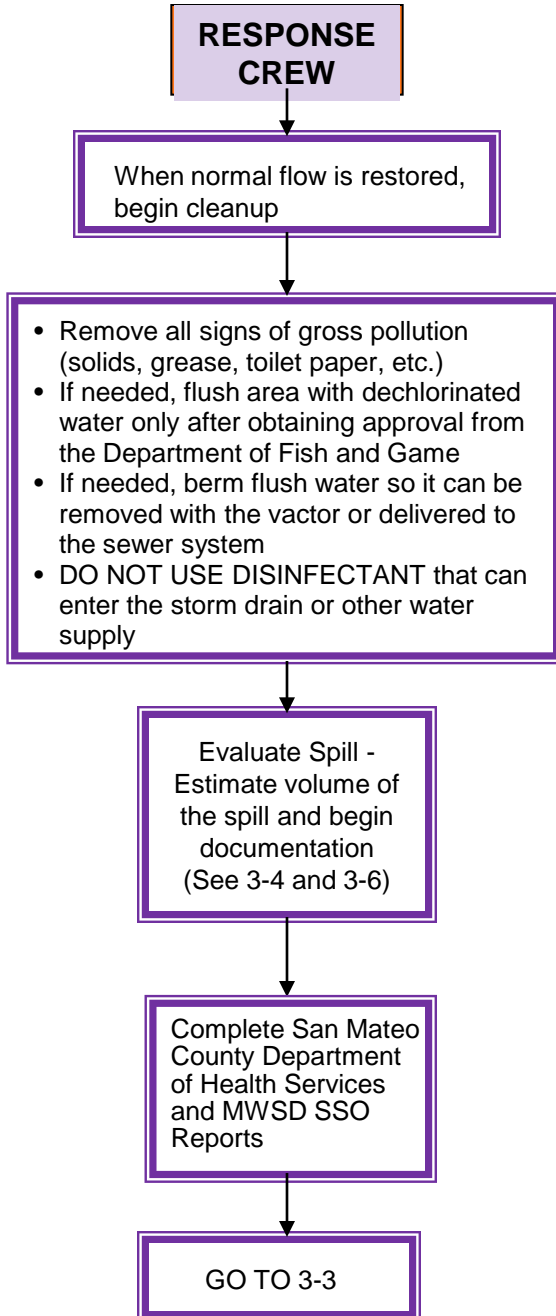 RESPONSE
CREW
When normal flow is restored,
begin cleanup
• Remove all signs of gross pollution
(solids, grease, toilet paper, etc.)
• If needed, flush area with dechlorinated
water only after obtaining approval from
the Department of Fish and Game
• If needed, berm flush water so it can be
removed with the vactor or delivered to
the sewer system
• DO NOT USE DISINFECTANT that can
enter the storm drain or other water
supply
Evaluate Spill -
Estimate volume of
the spill and begin
documentation
(See 3-4 and 3-6)
Complete San Mateo
County Department
of Health Services
and MWSD SSO
Reports
GO TO 3-3